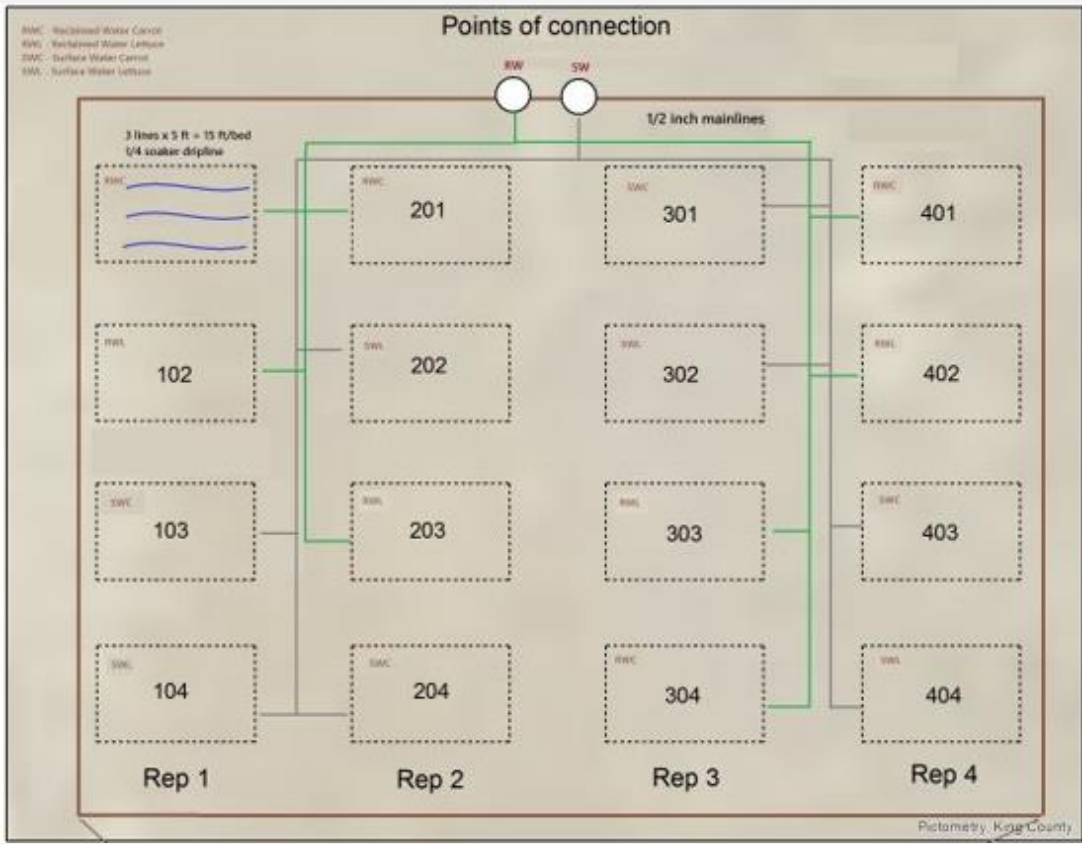 Points of connection
RWC - Reclaimed Water Carrot
RWL - Reclaimed Water Lettuce
SWC - Surface Water Carrot
SWL - Surface Water Lettuce
RW SW
3 lines x 5 ft = 15 ft/bed
1/4 soaker dripline
1/2 inch mainlines
RWC RWC SWC RWC
201 301 401
RWL SWL SWL RWL
102 202 302 402
SWC RWL RWL SWC
103 203 303 403
SWL SWC RWC SWL
104 204 304 404
Rep 1 Rep 2 Rep 3 Rep 4
Pictometry, King County